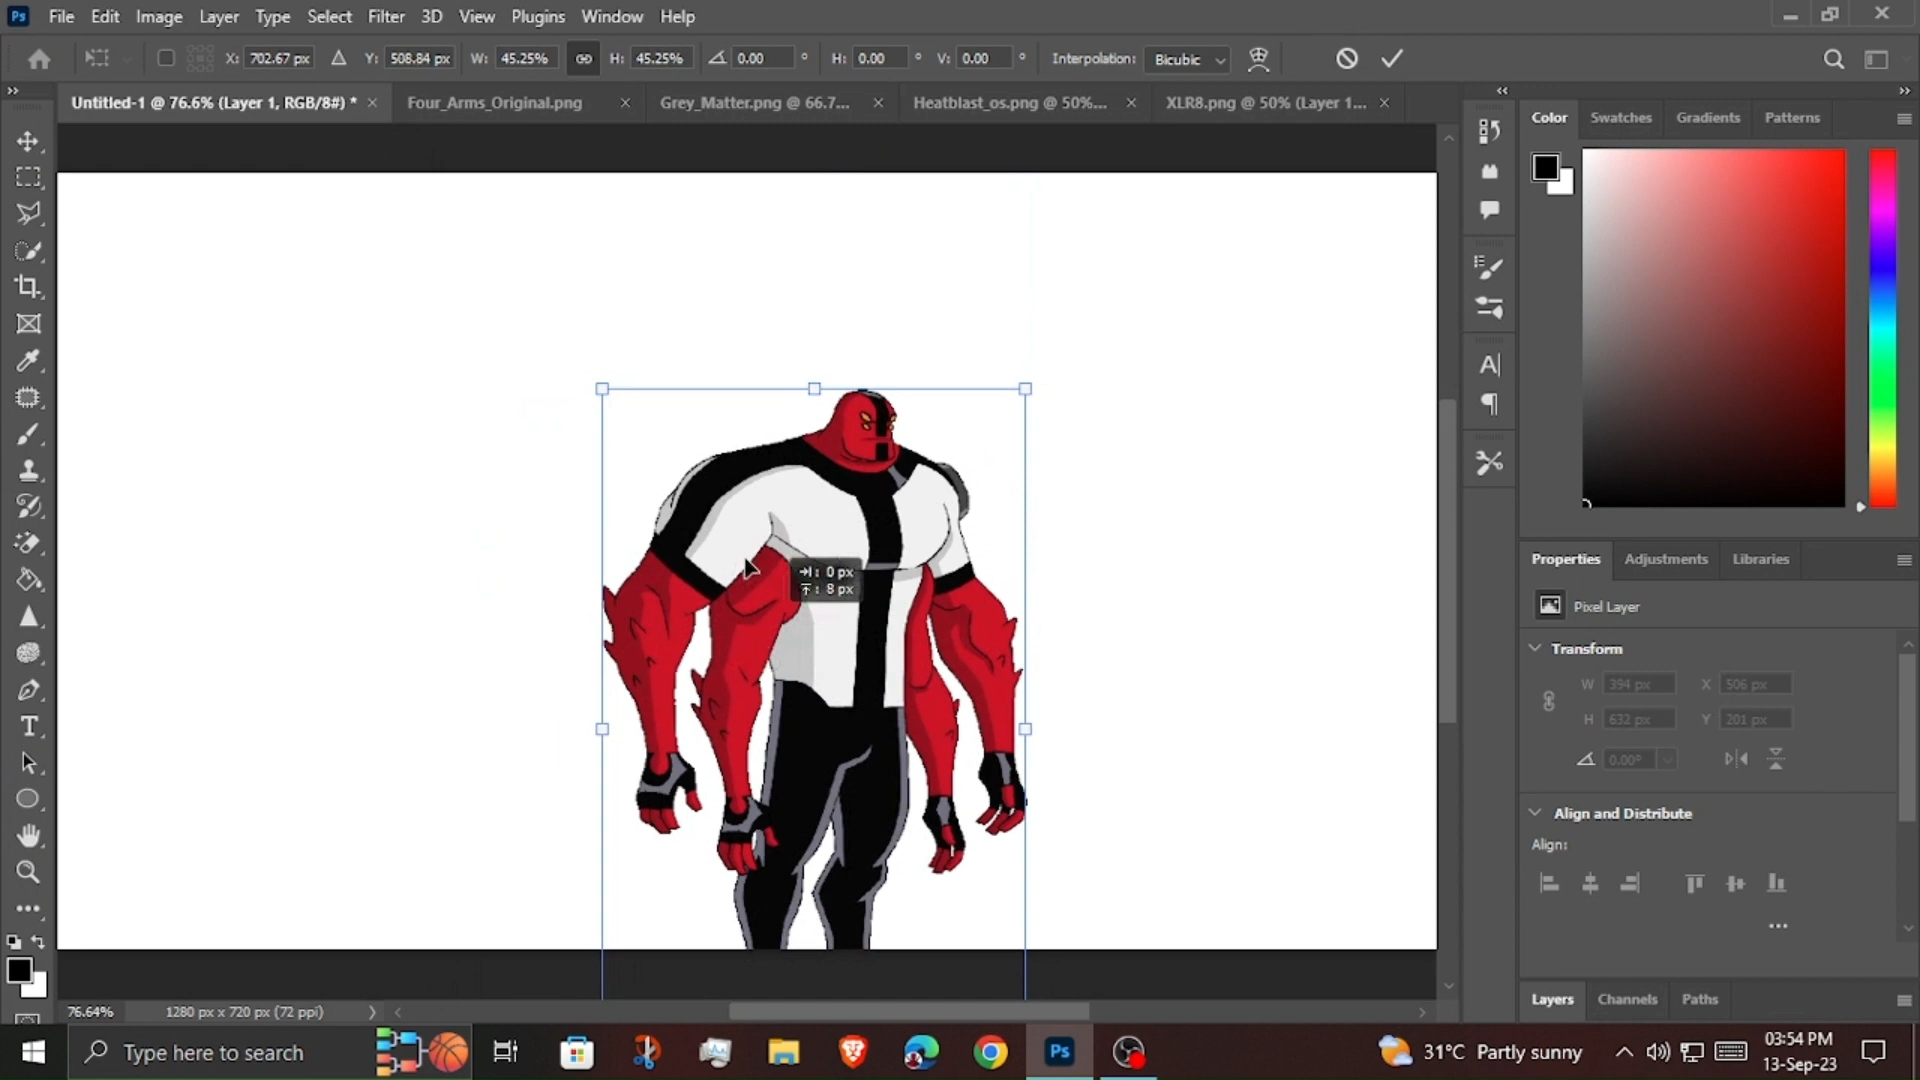 Ps File Edit Image Layer Type Select Filter 3D View Plugins Window Help
X: 702.67 px Y: 508.84 px W: 45.25% H: 45.25% 0.00 ° H: 0.00 ° V: 0.00 ° Interpolation: Bicubic
Untitled-1 @ 76.6% (Layer 1, RGB/8#) * Four_Arms_Original.png Grey_Matter.png @ 66.7... Heatblast_os.png @ 50%... XLR8.png @ 50% (Layer 1...
Color Swatches Gradients Patterns
: 0 px
: 8 px
Properties Adjustments Libraries
Pixel Layer
Transform
W 394 px X 506 px
H 632 px Y 201 px
0.00°
Align and Distribute
Align:
Layers Channels Paths
76.64% 1280 px x 720 px (72 ppi)
Type here to search
Ps
31°C Partly sunny
03:54 PM
13-Sep-23